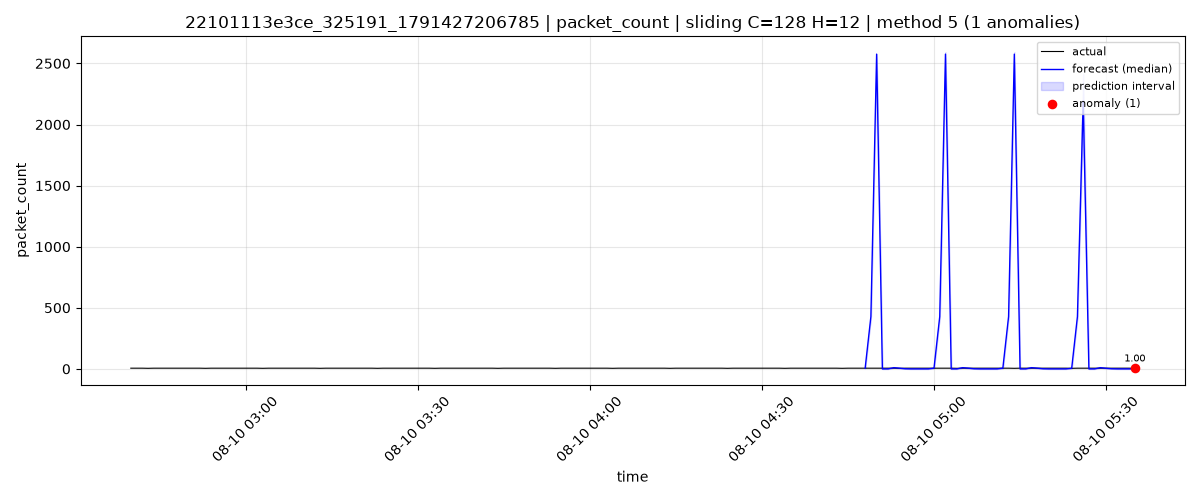 22101113e3ce_325191_1791427206785 | packet_count | sliding C=128 H=12 | method 5 (1 anomalies)
actual
forecast (median)
prediction interval
anomaly (1)
packet_count
2500
2000
1500
1000
500
0
1.00
08-10 03:00
08-10 03:30
08-10 04:00
08-10 04:30
08-10 05:00
08-10 05:30
time